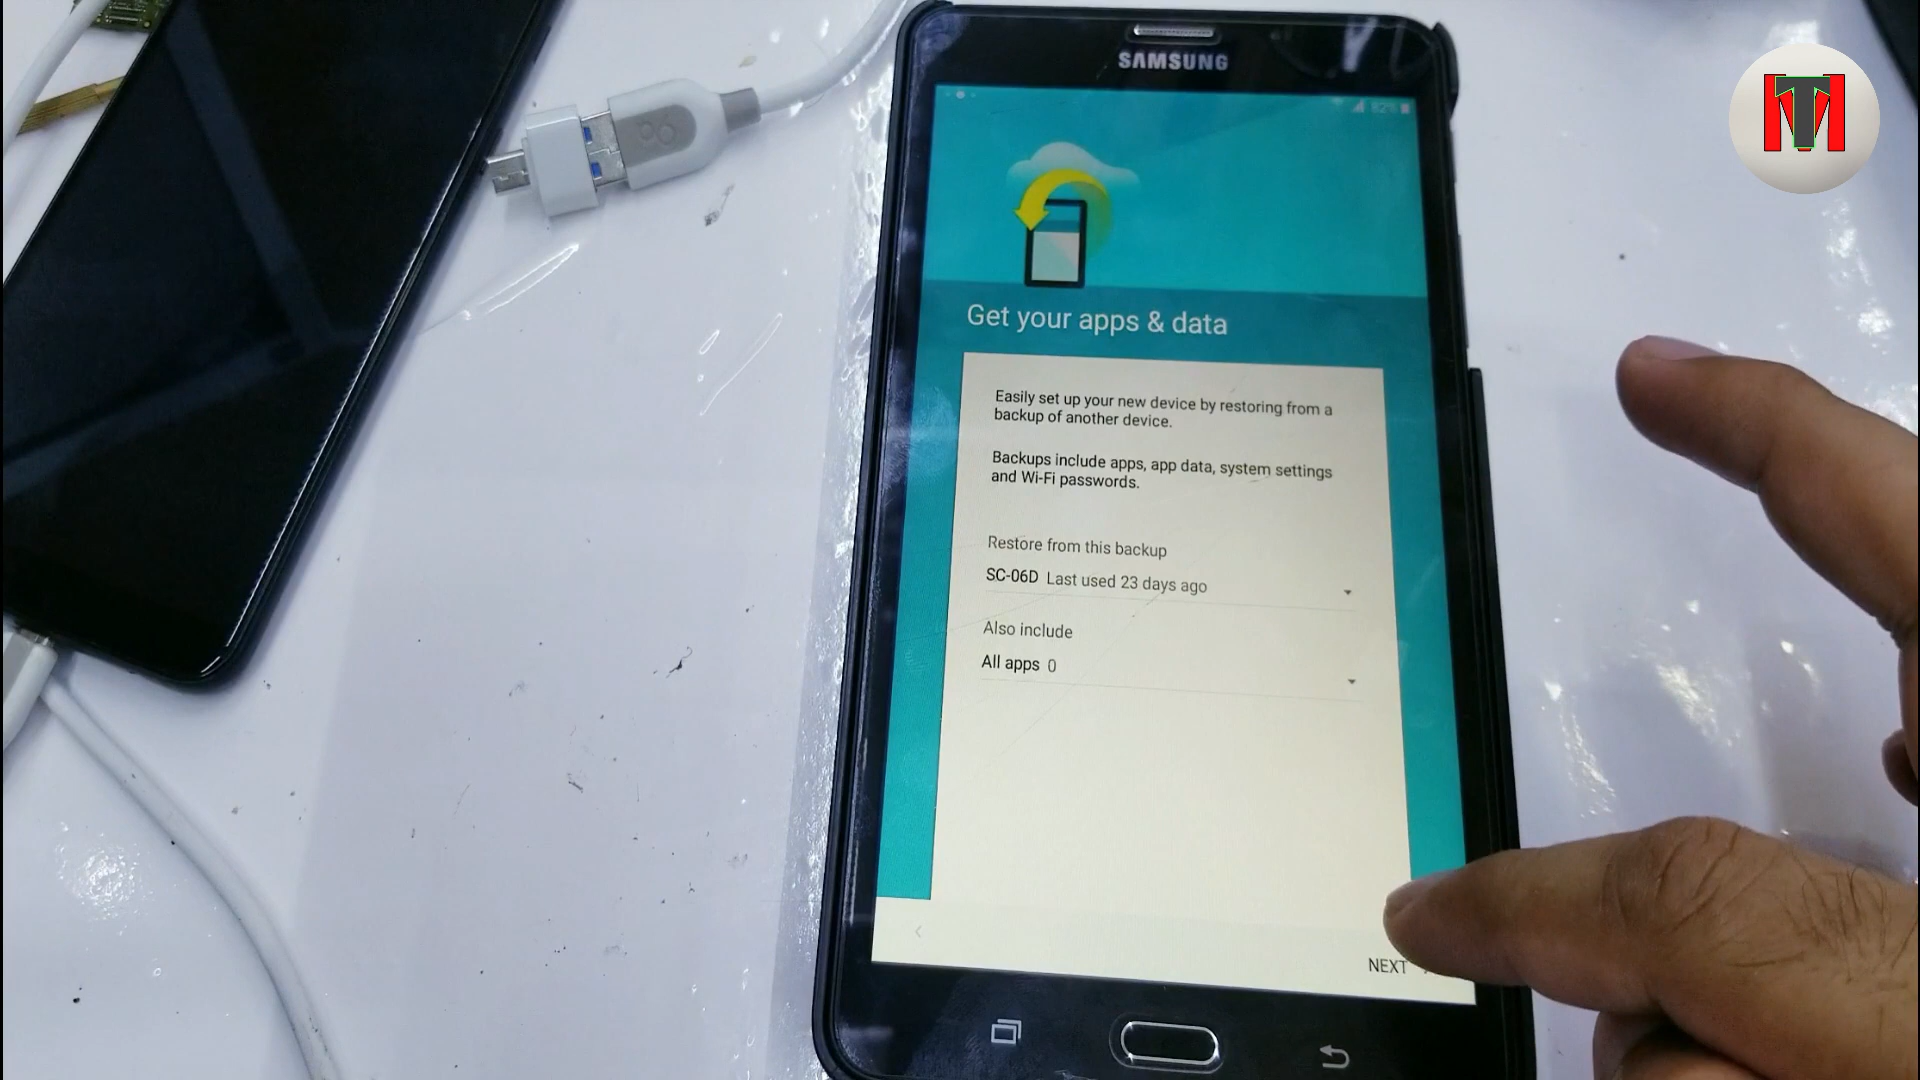 SAMSUNG
82%
Get your apps & data
Easily set up your new device by restoring from a
backup of another device.
Backups include apps, app data, system settings
and Wi-Fi passwords.
Restore from this backup
SC-06D Last used 23 days ago
Also include
All apps 0
NEXT